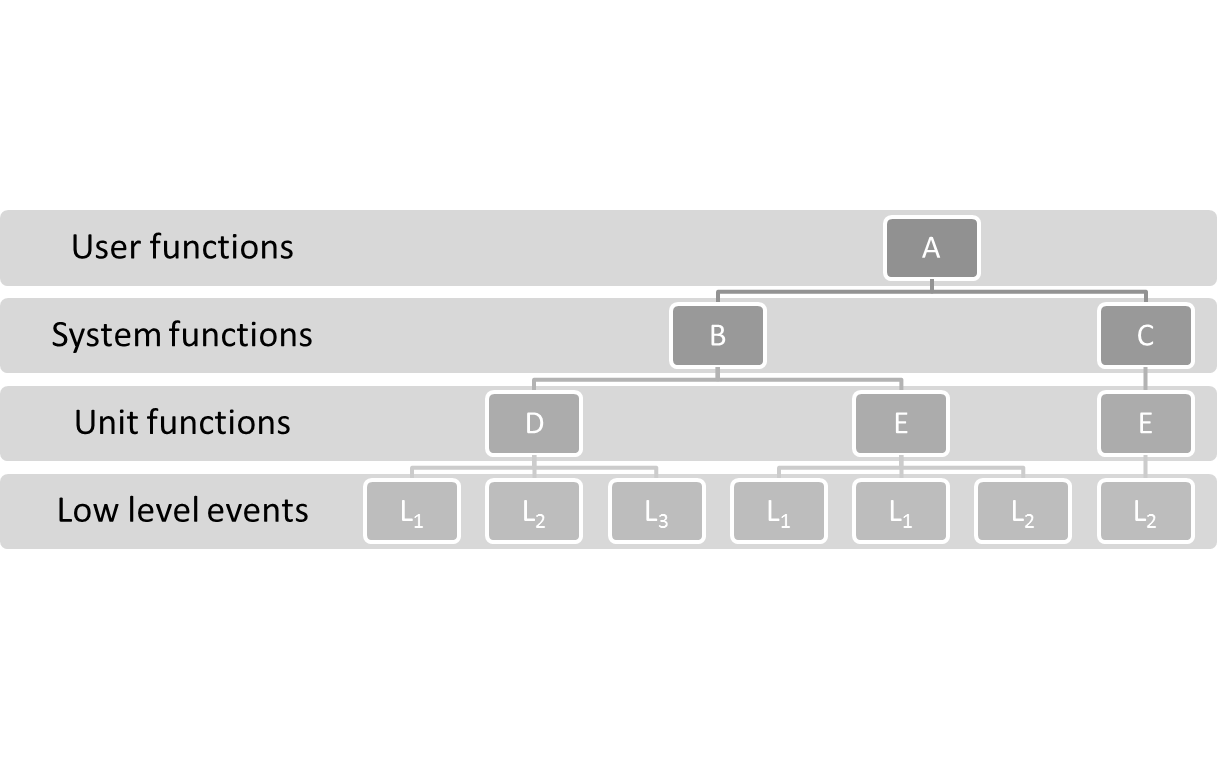 User functions
A
System functions
B
C
Unit functions
D
E
E
Low level events
L₁
L₂
L₃
L₁
L₁
L₂
L₂